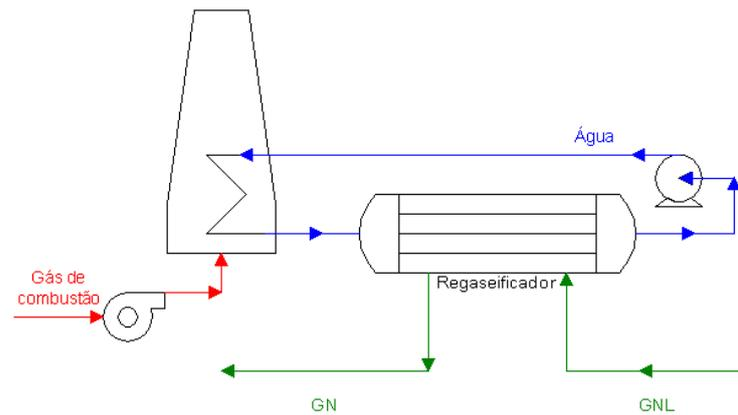 Água
Gás de
combustão
Regaseificador
GN
GNL